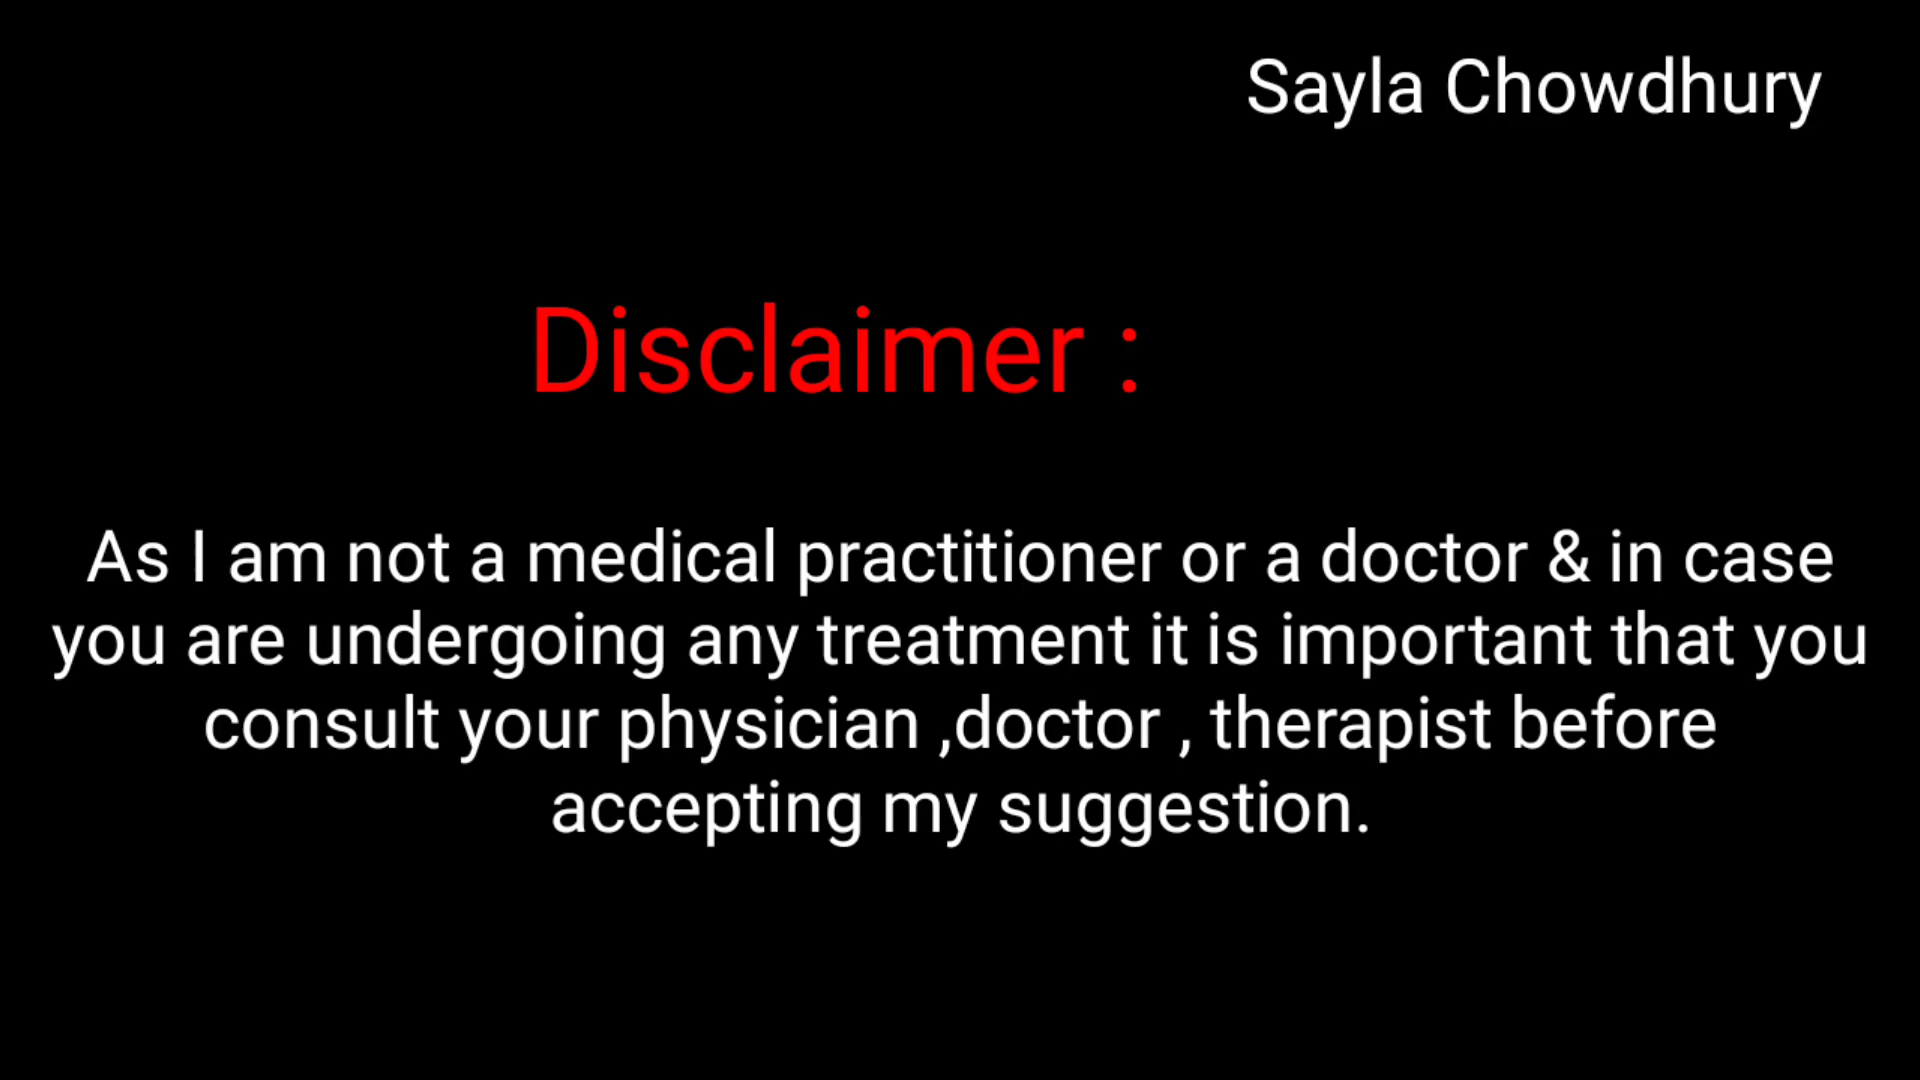 Sayla Chowdhury
Disclaimer :
As I am not a medical practitioner or a doctor & in case
you are undergoing any treatment it is important that you
consult your physician ,doctor , therapist before
accepting my suggestion.